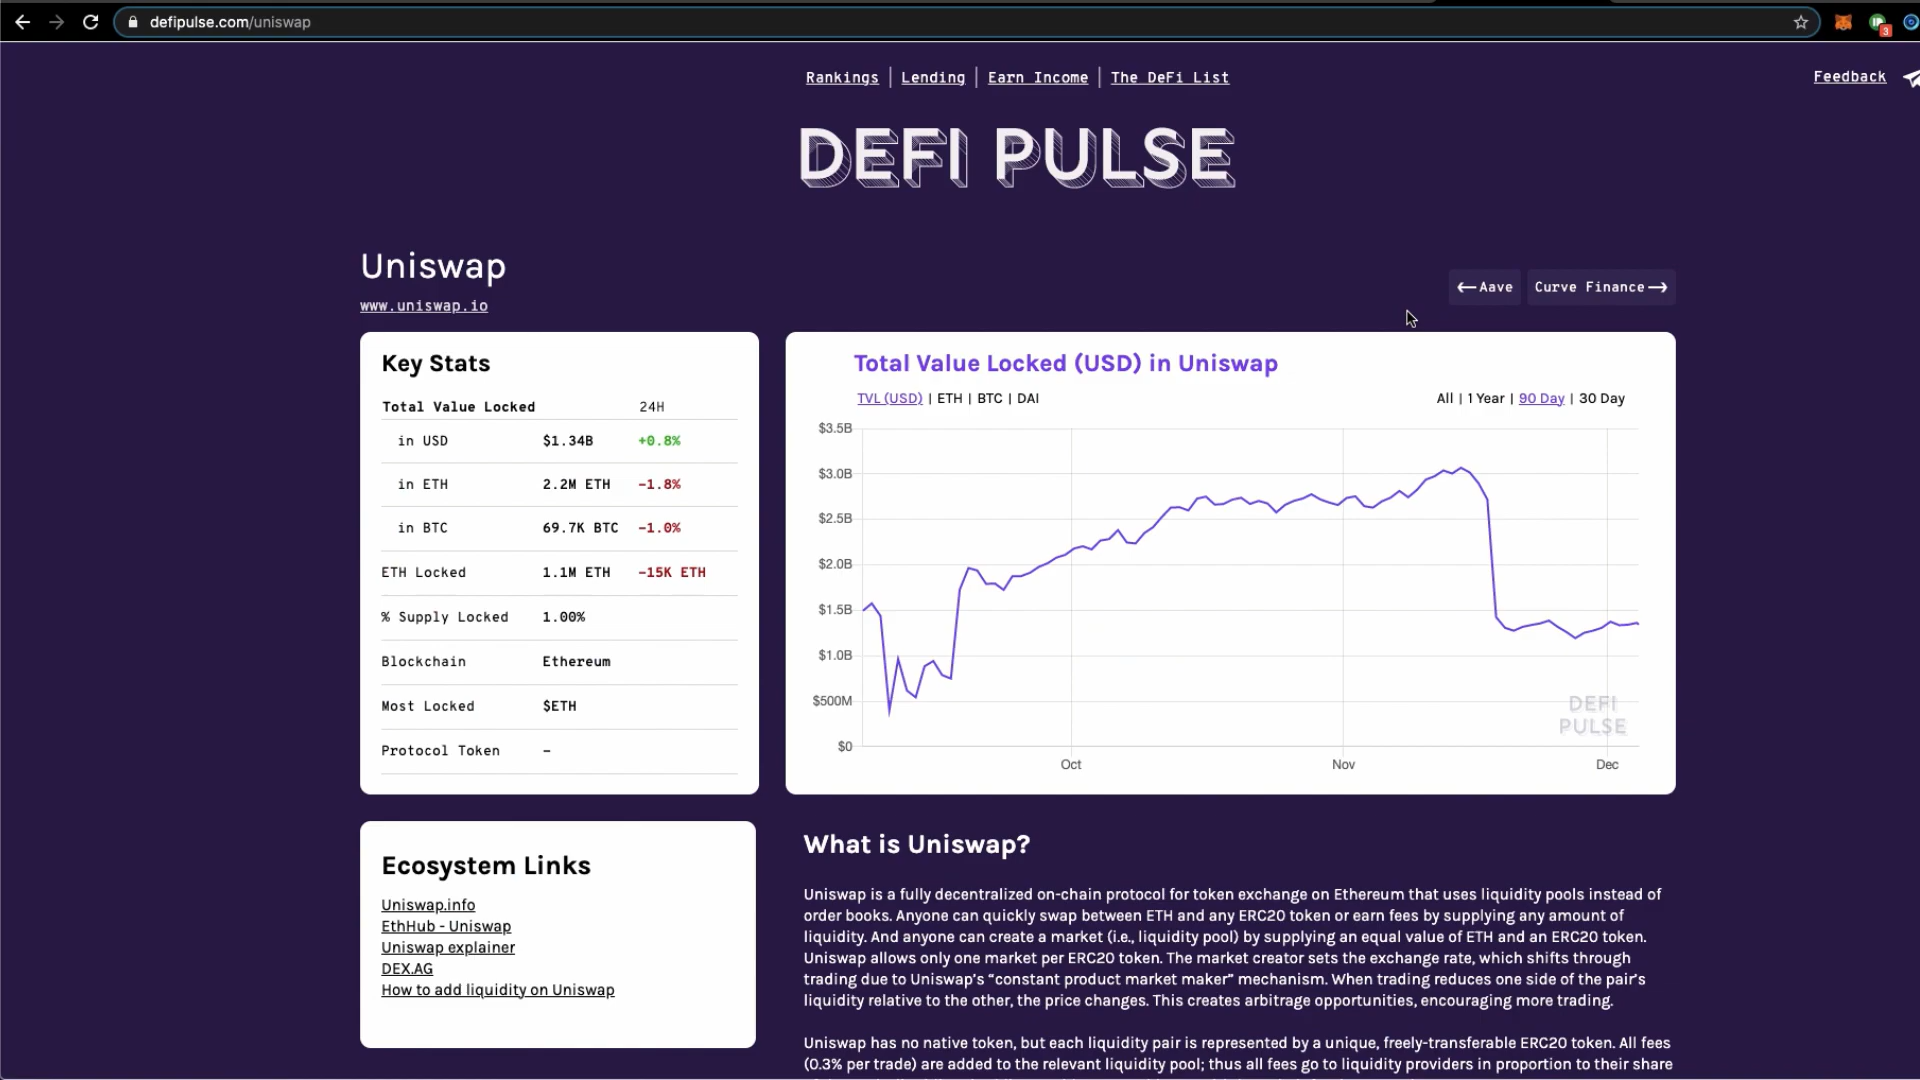 defipulse.com/uniswap
3
Rankings | Lending | Earn Income | The DeFi List
Feedback
DEFI PULSE
Uniswap
www.uniswap.io
←Aave
Curve Finance→
Key Stats
Total Value Locked 24H
in USD $1.34B +0.8%
in ETH 2.2M ETH -1.8%
in BTC 69.7K BTC -1.0%
ETH Locked 1.1M ETH -15K ETH
% Supply Locked 1.00%
Blockchain Ethereum
Most Locked $ETH
Protocol Token –
Total Value Locked (USD) in Uniswap
TVL (USD) | ETH | BTC | DAI
All | 1 Year | 90 Day | 30 Day
$3.5B
$3.0B
$2.5B
$2.0B
$1.5B
$1.0B
$500M
$0
Oct Nov Dec
DEFI
PULSE
Ecosystem Links
Uniswap.info
EthHub - Uniswap
Uniswap explainer
DEX.AG
How to add liquidity on Uniswap
What is Uniswap?
Uniswap is a fully decentralized on-chain protocol for token exchange on Ethereum that uses liquidity pools instead of
order books. Anyone can quickly swap between ETH and any ERC20 token or earn fees by supplying any amount of
liquidity. And anyone can create a market (i.e., liquidity pool) by supplying an equal value of ETH and an ERC20 token.
Uniswap allows only one market per ERC20 token. The market creator sets the exchange rate, which shifts through
trading due to Uniswap's “constant product market maker” mechanism. When trading reduces one side of the pair's
liquidity relative to the other, the price changes. This creates arbitrage opportunities, encouraging more trading.
Uniswap has no native token, but each liquidity pair is represented by a unique, freely-transferable ERC20 token. All fees
(0.3% per trade) are added to the relevant liquidity pool; thus all fees go to liquidity providers in proportion to their share